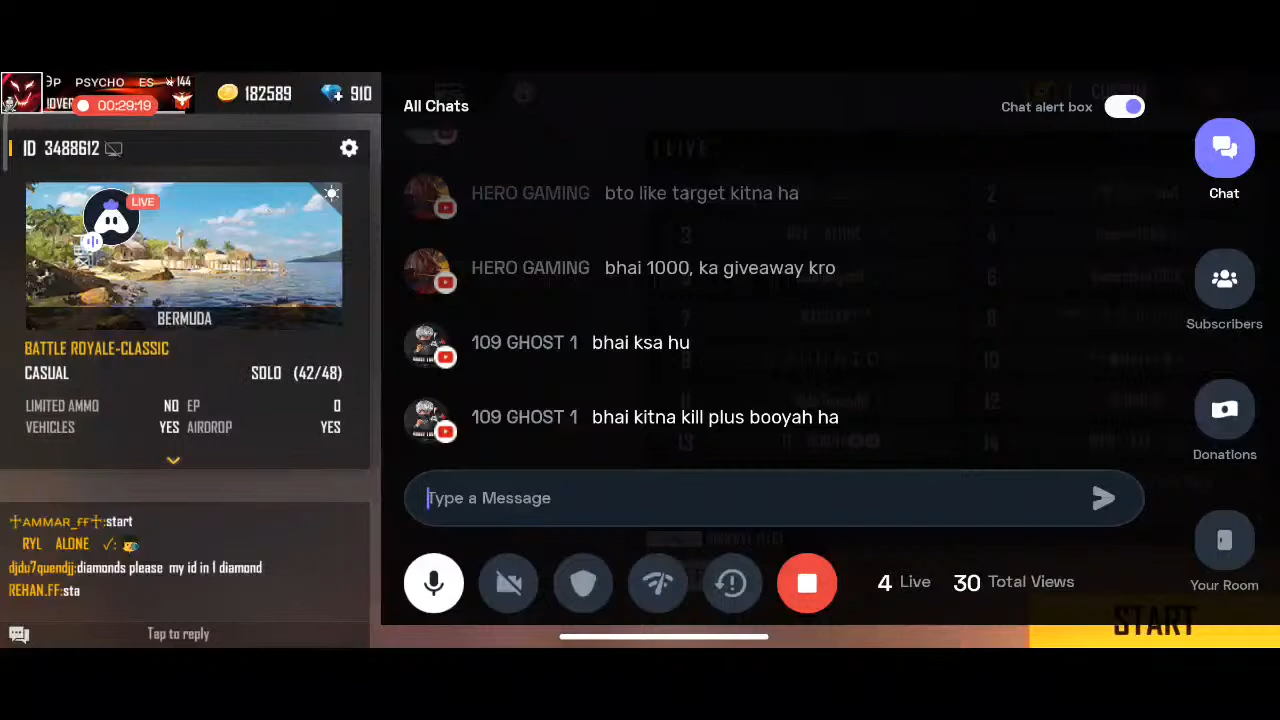 PSYCHO ES 144
00:29:19
182589
910
ID 3488612
LIVE
BERMUDA
BATTLE ROYALE-CLASSIC
CASUAL SOLO (42/48)
LIMITED AMMO NO EP 0
VEHICLES YES AIRDROP YES
☩AMMAR_ғғ☩:start
RYL ALONE ✓:
djdu7quendjj:diamonds please my id in 1 diamond
REHAN.FF:sta
Tap to reply
All Chats
Chat alert box
HERO GAMING bto like target kitna ha
HERO GAMING bhai 1000, ka giveaway kro
109 GHOST 1 bhai ksa hu
109 GHOST 1 bhai kitna kill plus booyah ha
Type a Message
4 Live 30 Total Views
Chat
Subscribers
Donations
Your Room
START